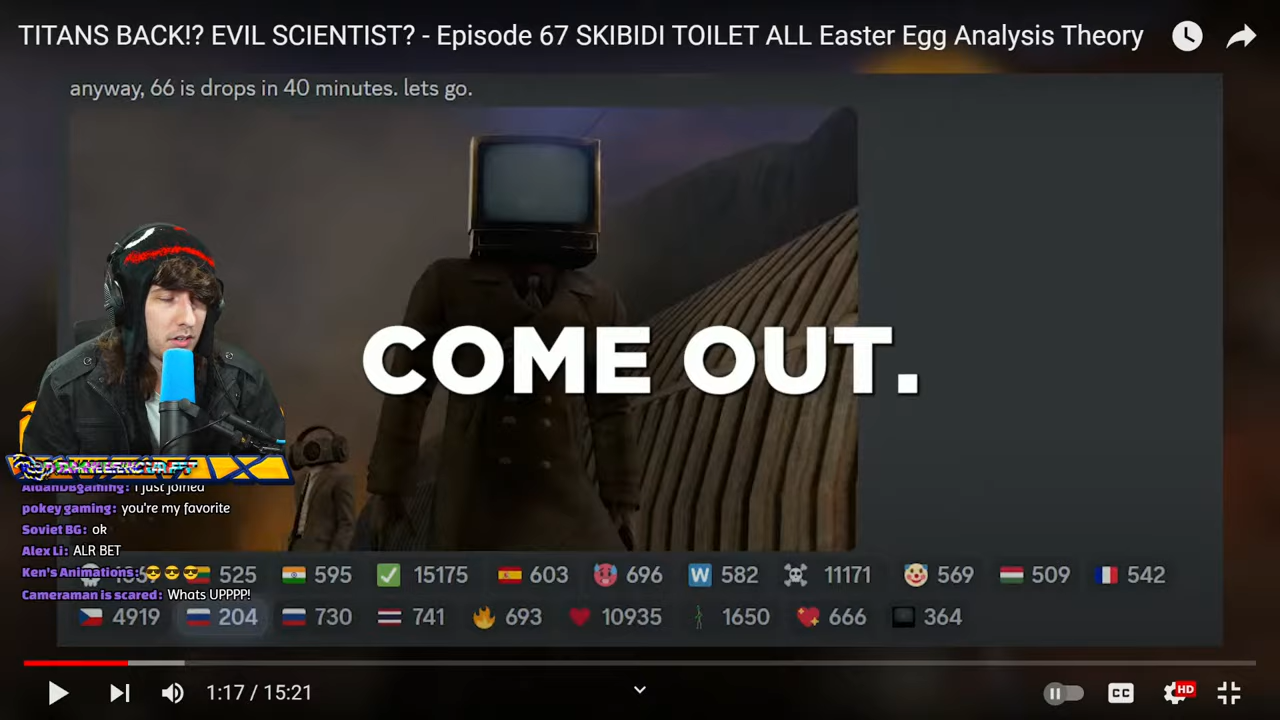 TITANS BACK!? EVIL SCIENTIST? - Episode 67 SKIBIDI TOILET ALL Easter Egg Analysis Theory
anyway, 66 is drops in 40 minutes. lets go.
COME OUT.
AidanDBgaming: I just joined
pokey gaming: you're my favorite
Soviet BG: ok
Alex Li: ALR BET
Ken's Animations: 😎😎😎
Cameraman is scared: Whats UPPPP!
525 595 15175 603 696 W 582 11171 569 509 542
4919 204 730 741 693 10935 1650 666 364
1:17 / 15:21
CC
HD